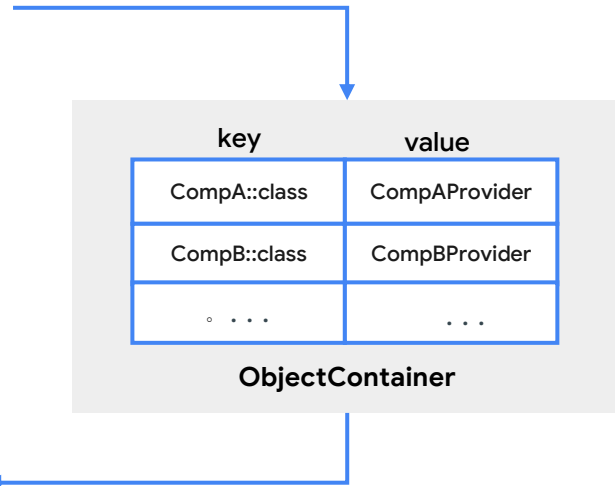 key value
CompA::class CompAProvider
CompB::class CompBProvider
。... ...
ObjectContainer